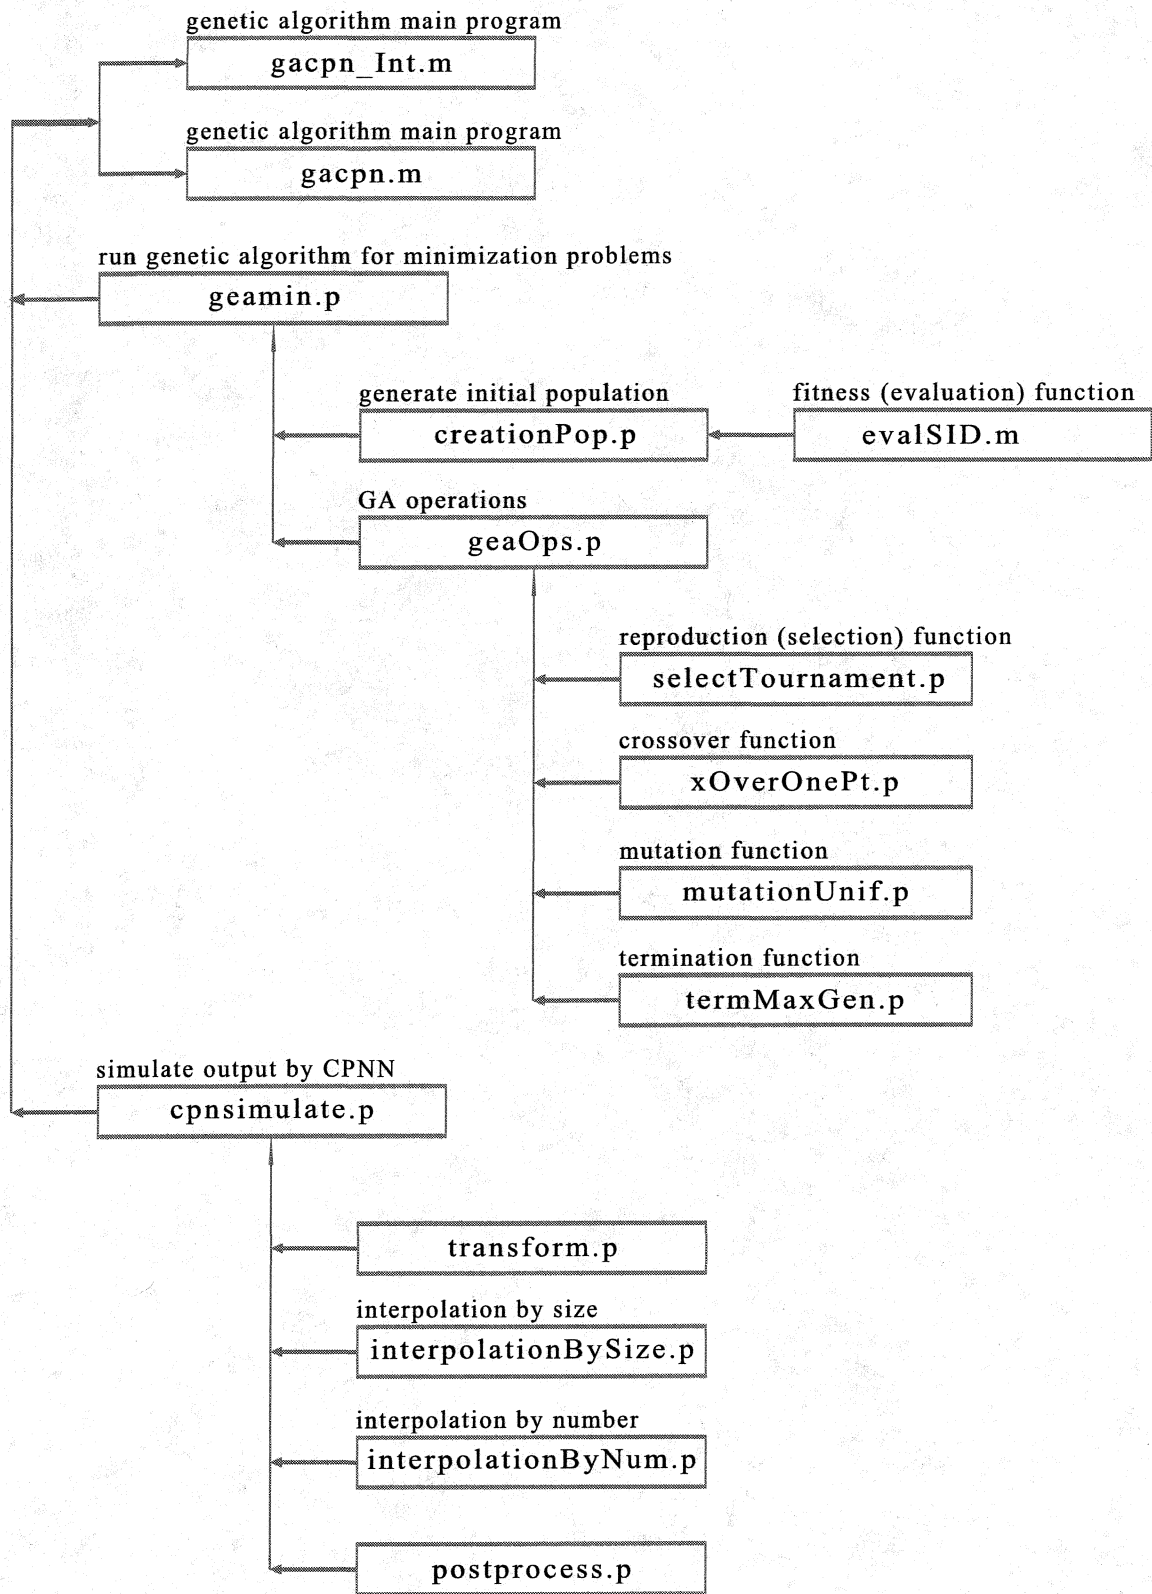 genetic algorithm main program
gacpn_Int.m
genetic algorithm main program
gacpn.m
run genetic algorithm for minimization problems
geamin.p
generate initial population
fitness (evaluation) function
creationPop.p
evalSID.m
GA operations
geaOps.p
reproduction (selection) function
selectTournament.p
crossover function
xOverOnePt.p
mutation function
mutationUnif.p
termination function
termMaxGen.p
simulate output by CPNN
cpnsimulate.p
transform.p
interpolation by size
interpolationBySize.p
interpolation by number
interpolationByNum.p
postprocess.p